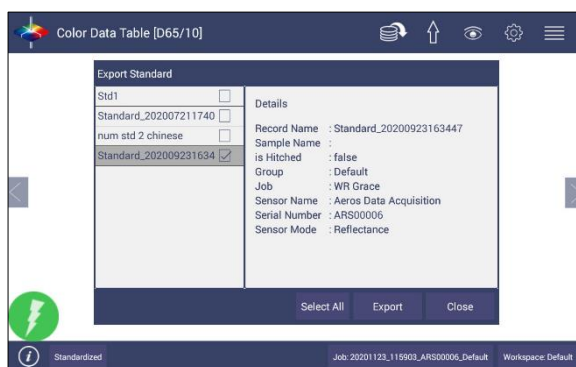 Color Data Table [D65/10]
Export Standard
Std1
Standard_202007211740
num std 2 chinese
Standard_202009231634
Details
Record Name : Standard_20200923163447
Sample Name :
is Hitched : false
Group : Default
Job : WR Grace
Sensor Name : Aeros Data Acquisition
Serial Number : ARS00006
Sensor Mode : Reflectance
Select All Export Close
i Standardized Job: 20201123_115903_ARS00006_Default Workspace: Default